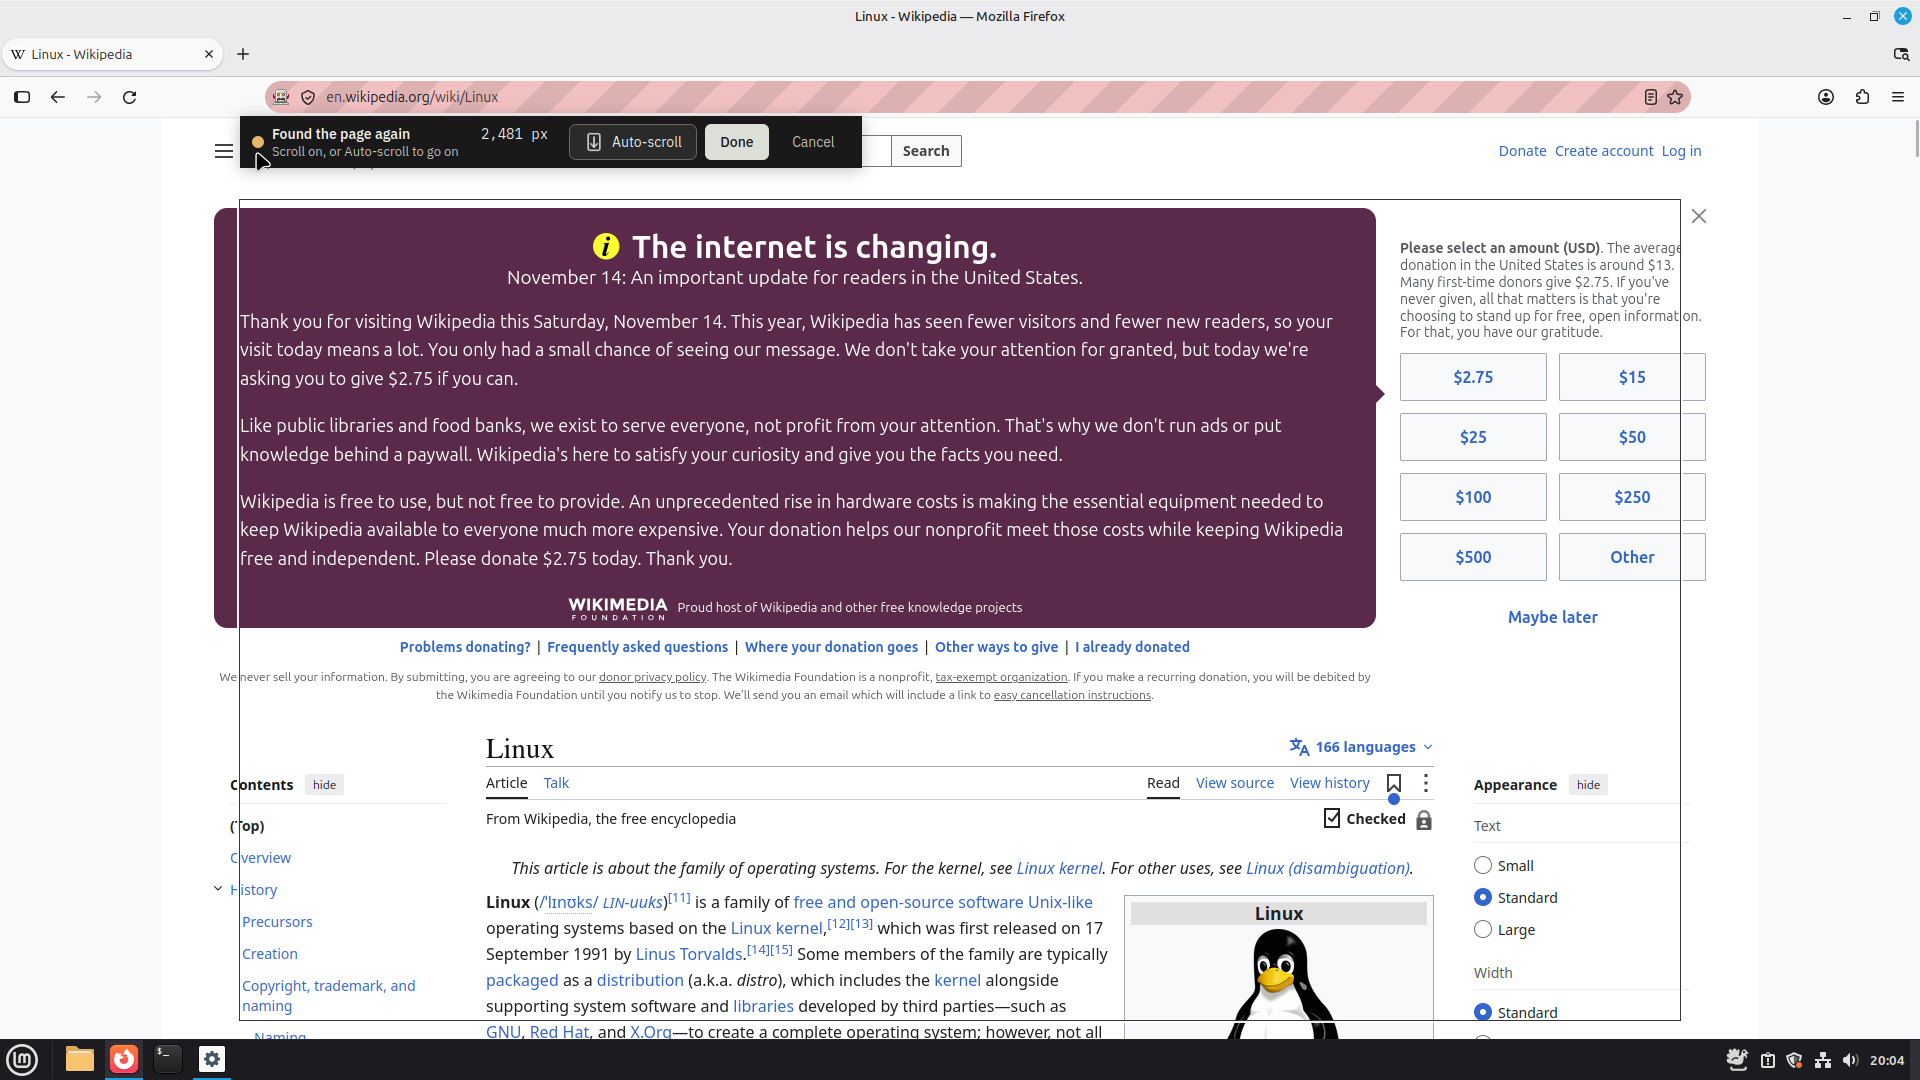 Linux - Wikipedia — Mozilla Firefox
Linux - Wikipedia
en.wikipedia.org/wiki/Linux
Found the page again
Scroll on, or Auto-scroll to go on
2,481 px
Auto-scroll
Done
Cancel
Search
Donate
Create account
Log in
The internet is changing.
November 14: An important update for readers in the United States.
Thank you for visiting Wikipedia this Saturday, November 14. This year, Wikipedia has seen fewer visitors and fewer new readers, so your
visit today means a lot. You only had a small chance of seeing our message. We don't take your attention for granted, but today we're
asking you to give $2.75 if you can.
Like public libraries and food banks, we exist to serve everyone, not profit from your attention. That's why we don't run ads or put
knowledge behind a paywall. Wikipedia's here to satisfy your curiosity and give you the facts you need.
Wikipedia is free to use, but not free to provide. An unprecedented rise in hardware costs is making the essential equipment needed to
keep Wikipedia available to everyone much more expensive. Your donation helps our nonprofit meet those costs while keeping Wikipedia
free and independent. Please donate $2.75 today. Thank you.
WIKIMEDIA
FOUNDATION
Proud host of Wikipedia and other free knowledge projects
Please select an amount (USD). The average
donation in the United States is around $13.
Many first-time donors give $2.75. If you've
never given, all that matters is that you're
choosing to stand up for free, open information.
For that, you have our gratitude.
$2.75
$15
$25
$50
$100
$250
$500
Other
Maybe later
Problems donating? | Frequently asked questions | Where your donation goes | Other ways to give | I already donated
We never sell your information. By submitting, you are agreeing to our donor privacy policy. The Wikimedia Foundation is a nonprofit, tax-exempt organization. If you make a recurring donation, you will be debited by
the Wikimedia Foundation until you notify us to stop. We'll send you an email which will include a link to easy cancellation instructions.
Linux
166 languages
Contents
hide
(Top)
Overview
History
Precursors
Creation
Copyright, trademark, and
naming
Naming
Article
Talk
Read
View source
View history
From Wikipedia, the free encyclopedia
Checked
This article is about the family of operating systems. For the kernel, see Linux kernel. For other uses, see Linux (disambiguation).
Linux (/ˈlɪnʊks/ LIN-uuks)[11] is a family of free and open-source software Unix-like
operating systems based on the Linux kernel,[12][13] which was first released on 17
September 1991 by Linus Torvalds.[14][15] Some members of the family are typically
packaged as a distribution (a.k.a. distro), which includes the kernel alongside
supporting system software and libraries developed by third parties—such as
GNU, Red Hat, and X.Org—to create a complete operating system; however, not all
Linux
Appearance
hide
Text
Small
Standard
Large
Width
Standard
20:04